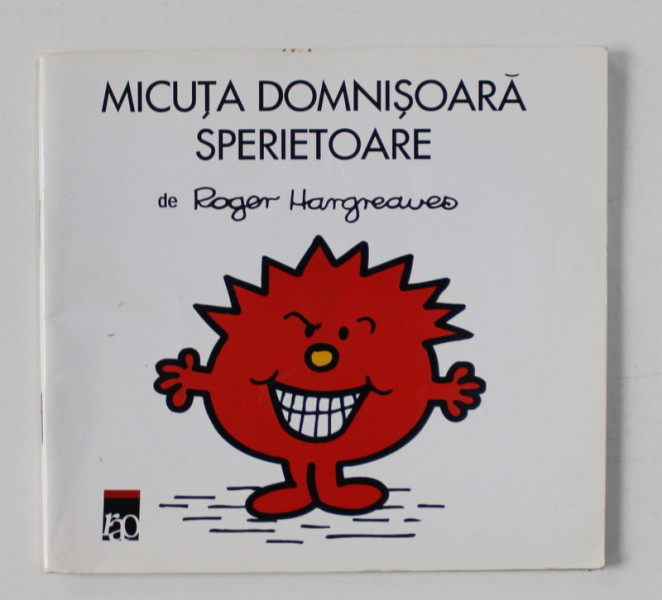 MICUȚA DOMNIȘOARĂ
SPERIETOARE
de Roger Hargreaves
rao